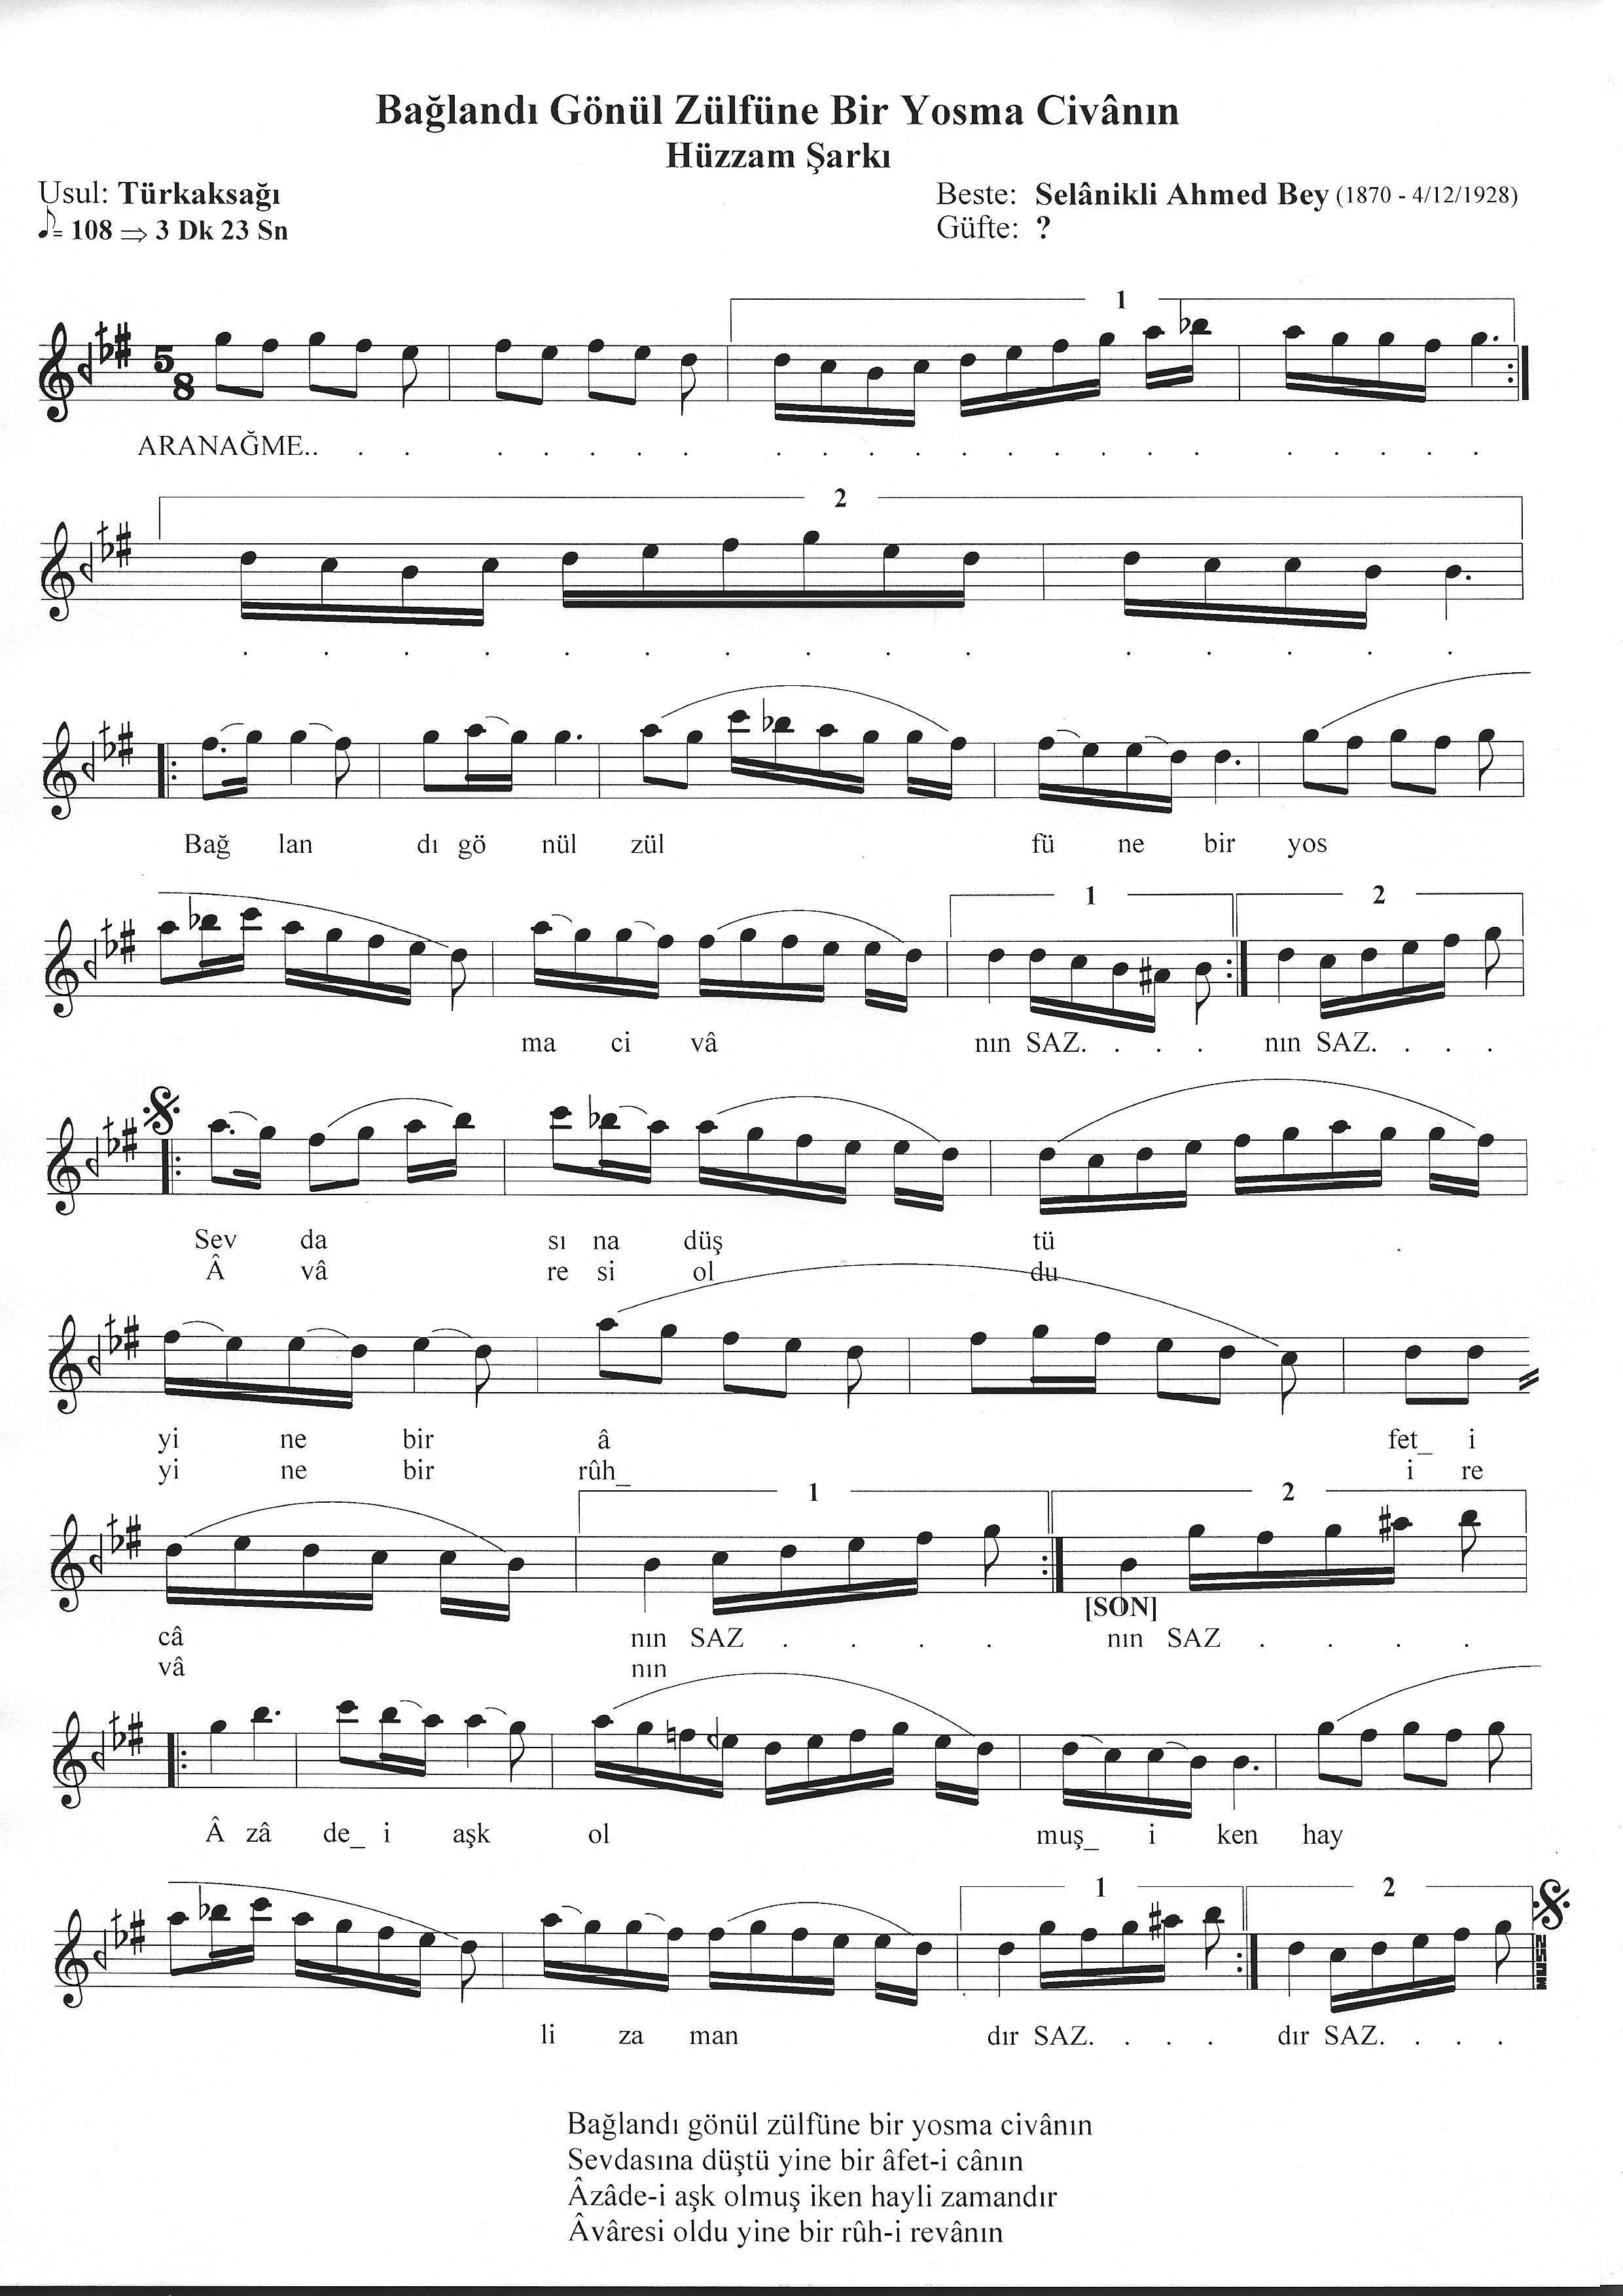 Bağlandı Gönül Zülfüne Bir Yosma Civânın
Hüzzam Şarkı
Usul: Türkaksağı
Beste: Selânikli Ahmed Bey (1870 - 4/12/1928)
= 108 ⇒ 3 Dk 23 Sn
Güfte: ?
1
5
8
ARANAĞME.. . . . . . . . . . . . . . . . . . . . . . .
2
. . . . . . . . . . . . . . .
Bağ lan dı gö nül zül fü ne bir yos
1 2
ma ci vâ nın SAZ. . . . nın SAZ. . . .
Sev da sı na düş tü
Â vâ re si ol du
yi ne bir â fet_ i
yi ne bir rûh_ i re
1 2
[SON]
câ nın SAZ . . . . nın SAZ . . . .
vâ nın
Â zâ de_ i aşk ol muş_ i ken hay
1 2
li za man dır SAZ. . . . dır SAZ. . . .
Bağlandı gönül zülfüne bir yosma civânın
Sevdasına düştü yine bir âfet-i cânın
Âzâde-i aşk olmuş iken hayli zamandır
Âvâresi oldu yine bir rûh-i revânın